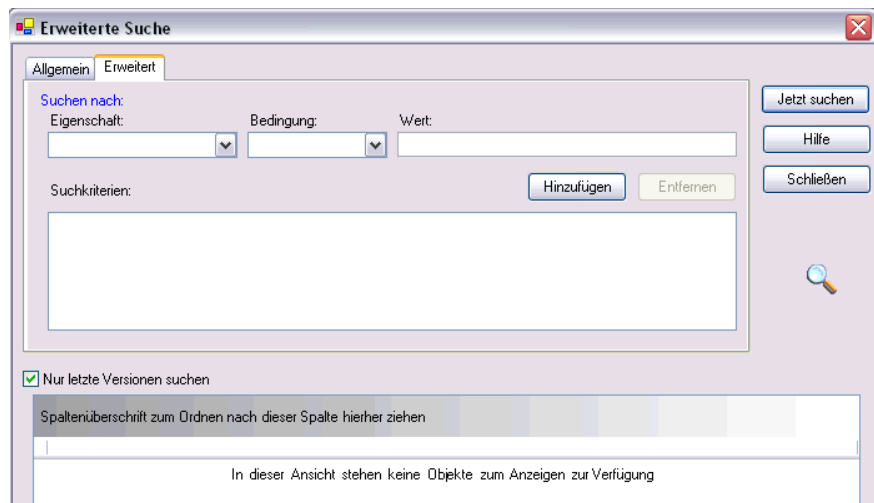 Erweiterte Suche
Allgemein Erweitert
Suchen nach:
Eigenschaft: Bedingung: Wert:
Jetzt suchen
Hilfe
Suchkriterien: Hinzufügen Entfernen
Schließen
Nur letzte Versionen suchen
Spaltenüberschrift zum Ordnen nach dieser Spalte hierher ziehen
In dieser Ansicht stehen keine Objekte zum Anzeigen zur Verfügung